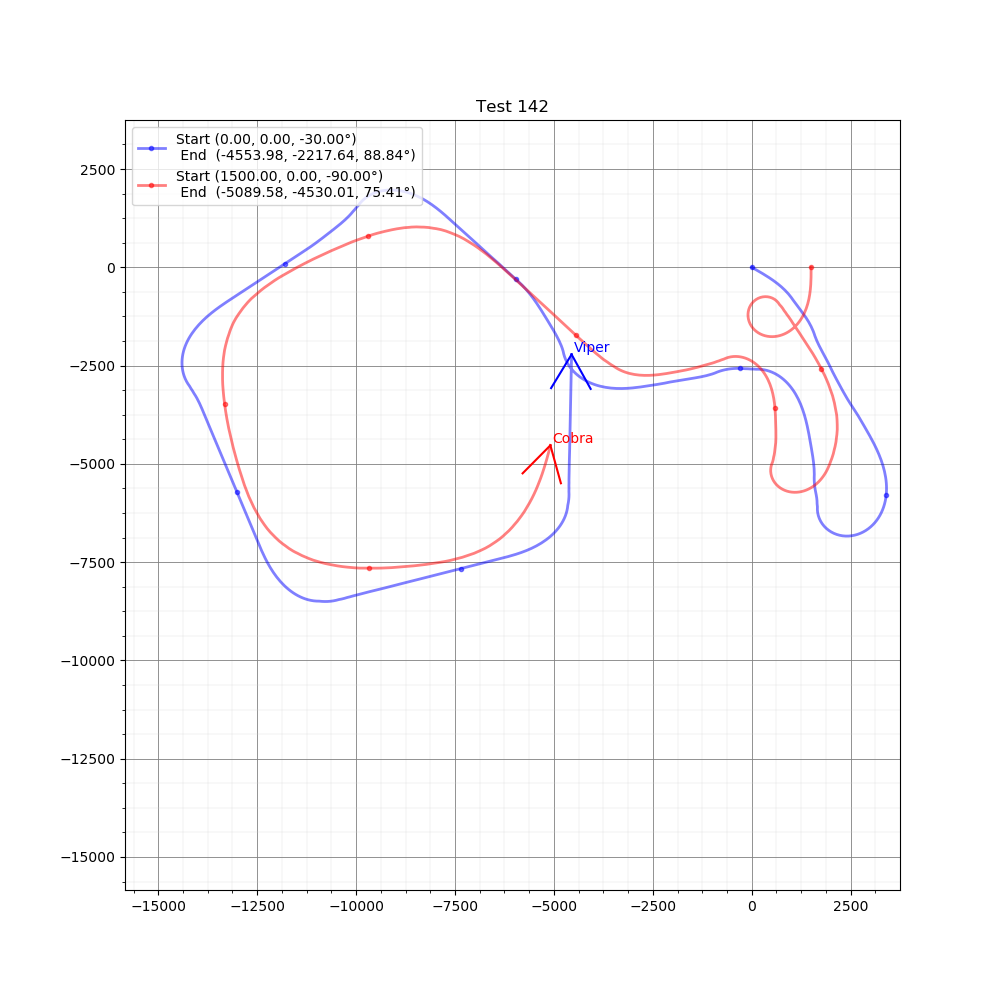 Test 142
Start (0.00, 0.00, -30.00°)
End (-4553.98, -2217.64, 88.84°)
Start (1500.00, 0.00, -90.00°)
End (-5089.58, -4530.01, 75.41°)
2500
0
−2500
−5000
−7500
−10000
−12500
−15000
Viper
Cobra
−15000 −12500 −10000 −7500 −5000 −2500 0 2500